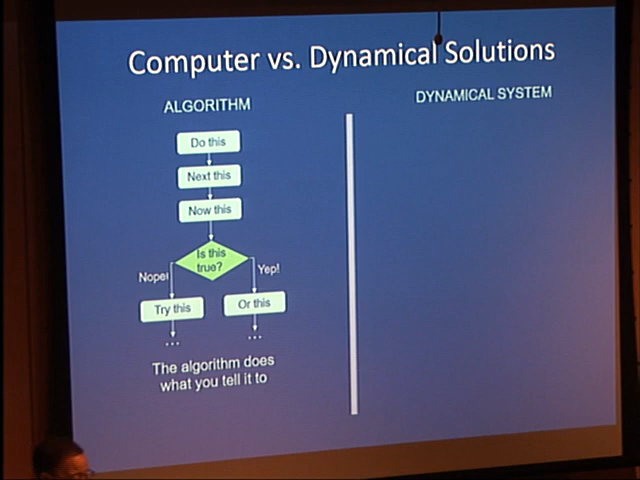 Computer vs. Dynamical Solutions
ALGORITHM
DYNAMICAL SYSTEM
Do this
Next this
Now this
Is this
true?
Nope!
Yep!
Try this
Or this
...
...
The algorithm does
what you tell it to